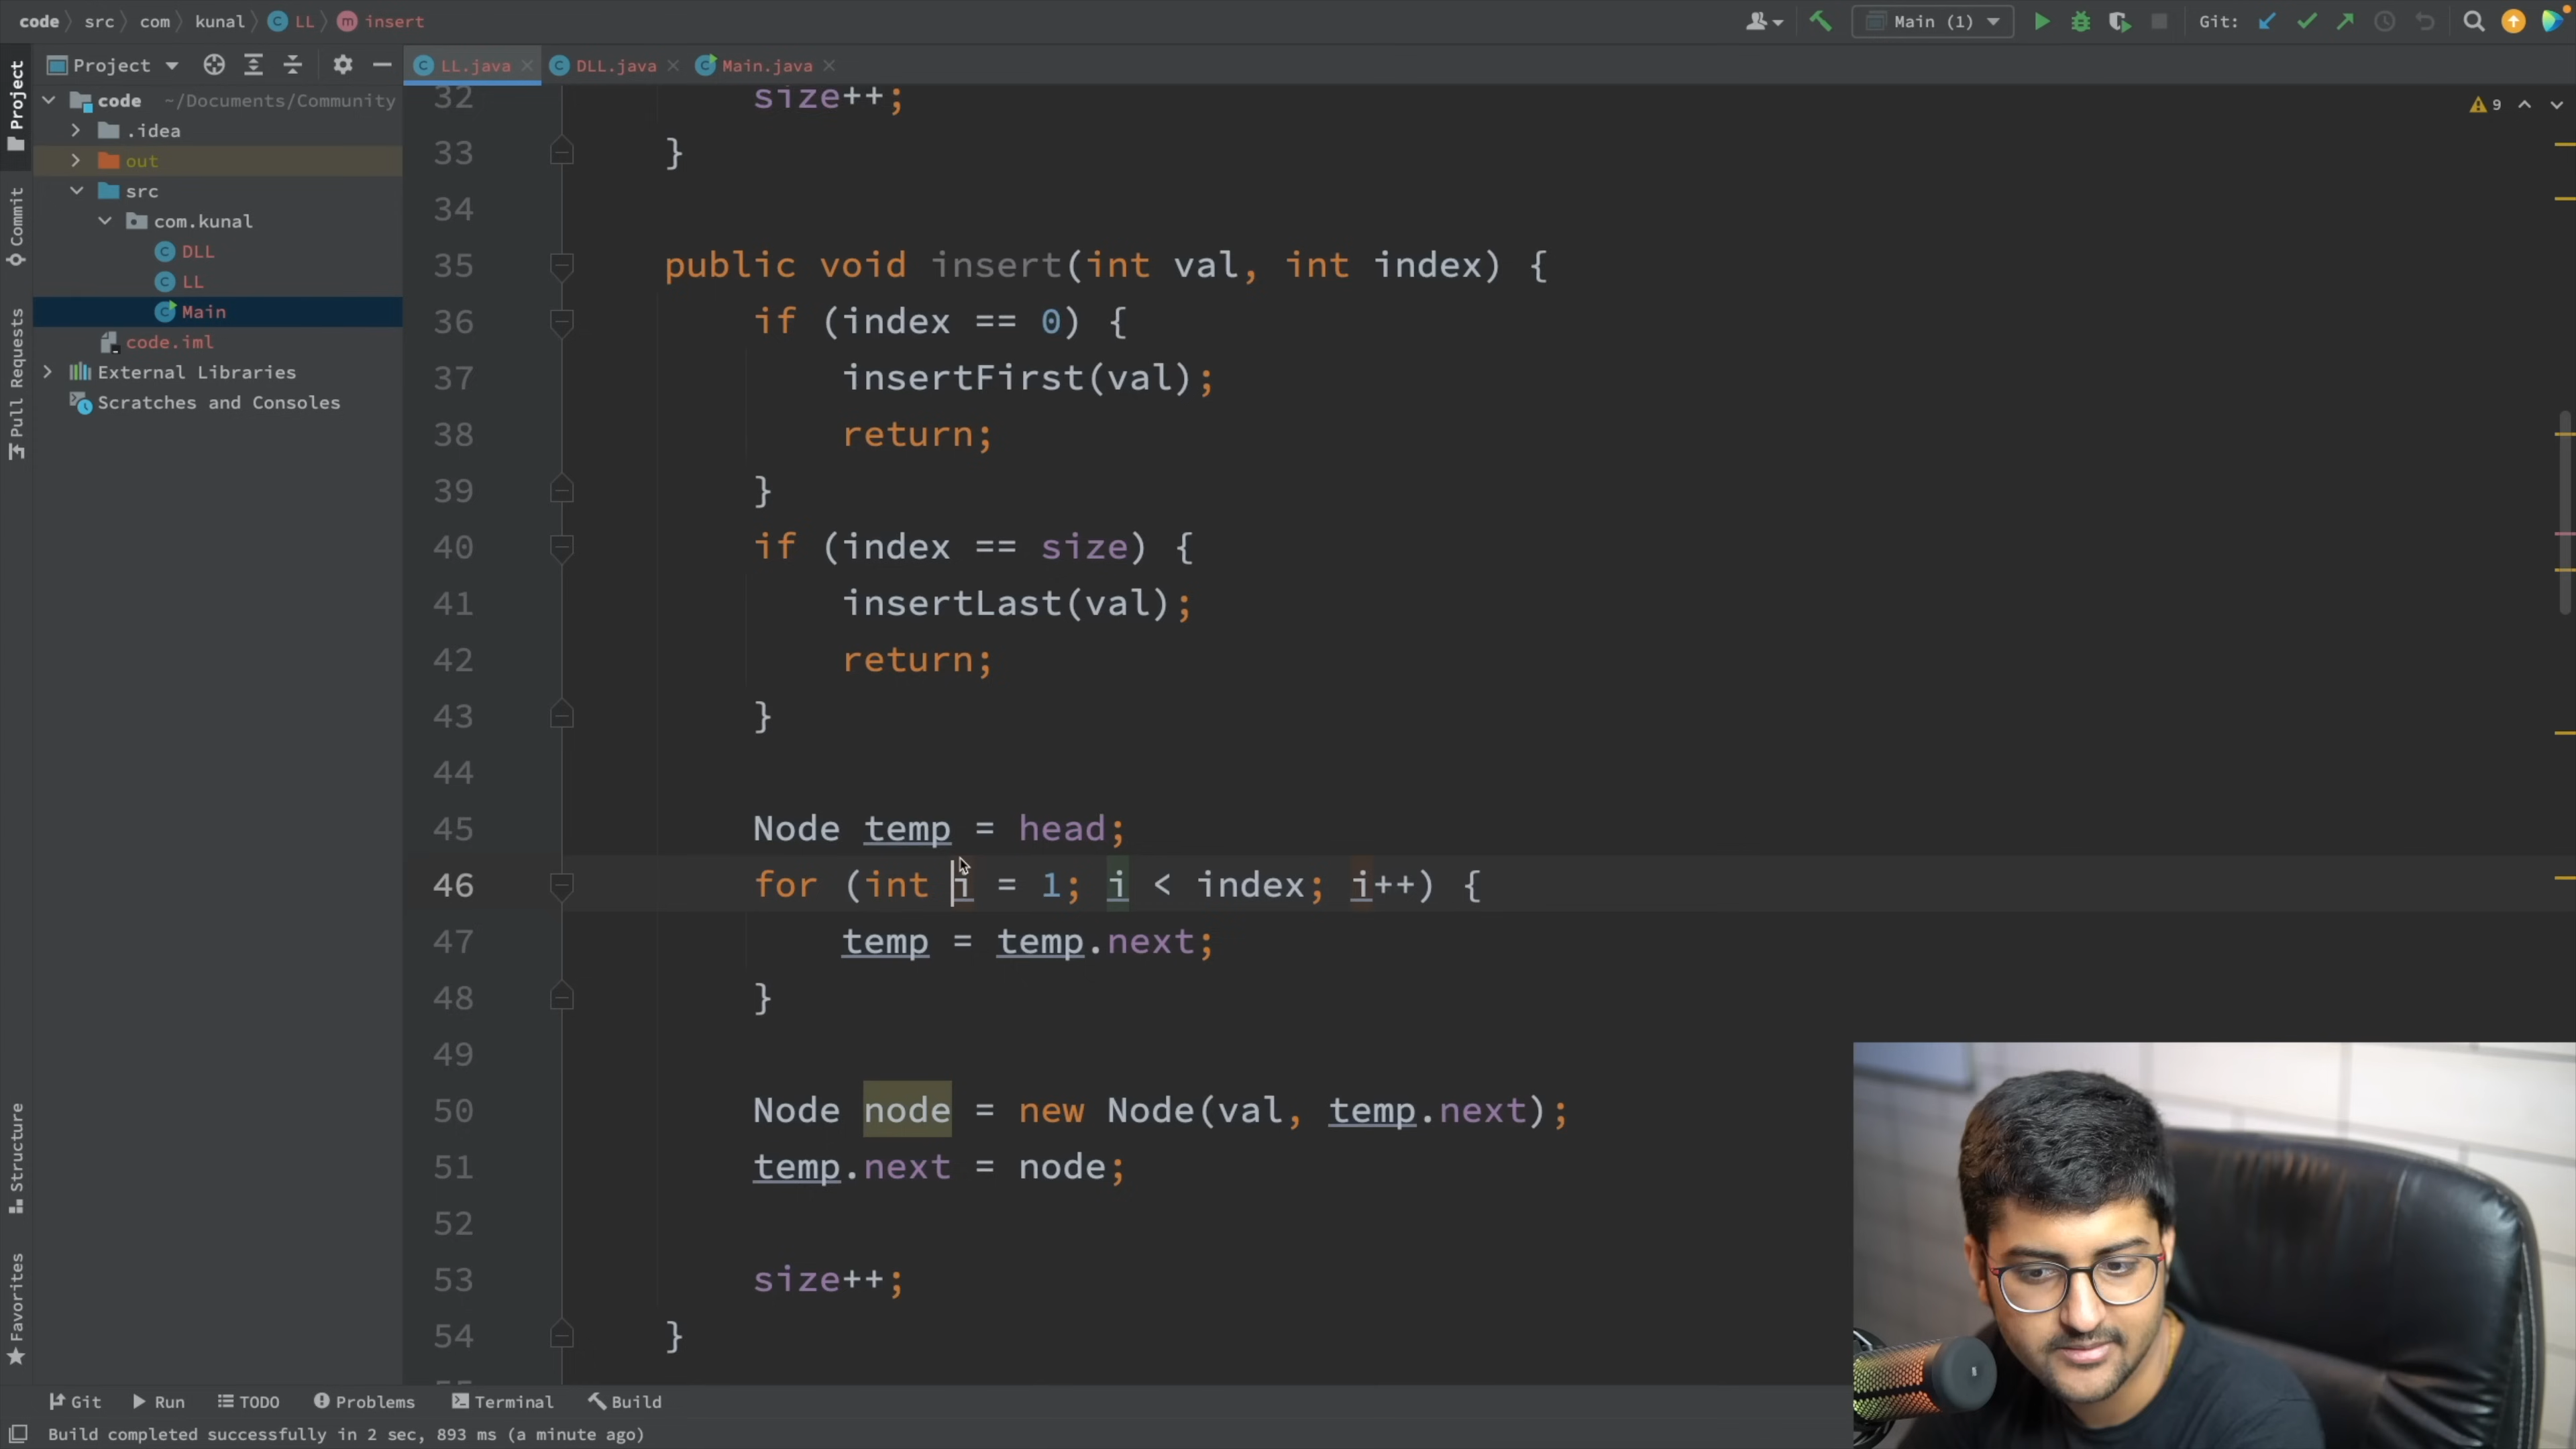 code src com kunal LL insert
Main (1) Git:
Project
LL.java DLL.java Main.java
code ~/Documents/Community
.idea
out
src
com.kunal
DLL
LL
Main
code.iml
External Libraries
Scratches and Consoles
Project
Commit
Pull Requests
Structure
Favorites
9
32 size++;
33 }
34
35 public void insert(int val, int index) {
36 if (index == 0) {
37 insertFirst(val);
38 return;
39 }
40 if (index == size) {
41 insertLast(val);
42 return;
43 }
44
45 Node temp = head;
46 for (int i = 1; i < index; i++) {
47 temp = temp.next;
48 }
49
50 Node node = new Node(val, temp.next);
51 temp.next = node;
52
53 size++;
54 }
Git Run TODO Problems Terminal Build
Build completed successfully in 2 sec, 893 ms (a minute ago)